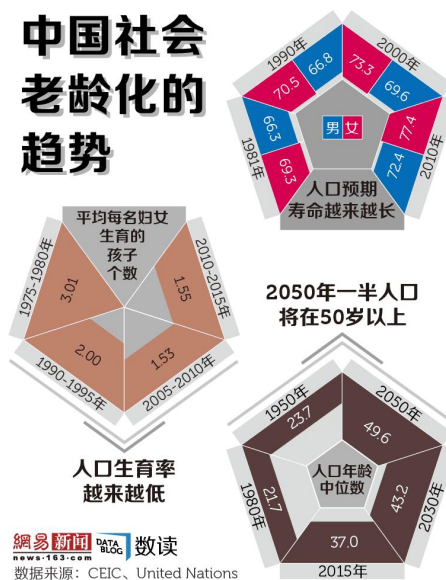 中国社会
老龄化的
趋势
1990年
2000年
70.5
66.8
73.3
69.6
1981年
66.3
69.3
男 女
77.4
72.4
2010年
人口预期
寿命越来越长
平均每名妇女
生育的
孩子
个数
1975-1980年
3.01
2010-2015年
1.55
1990-1995年
2.00
2005-2010年
1.53
人口生育率
越来越低
2050年一半人口
将在50岁以上
1950年
23.7
2050年
49.6
1980年
21.7
人口年龄
中位数
43.2
2030年
37.0
2015年
網易 新闻
news·163.com
DATA
BLOG
数读
数据来源：CEIC、United Nations